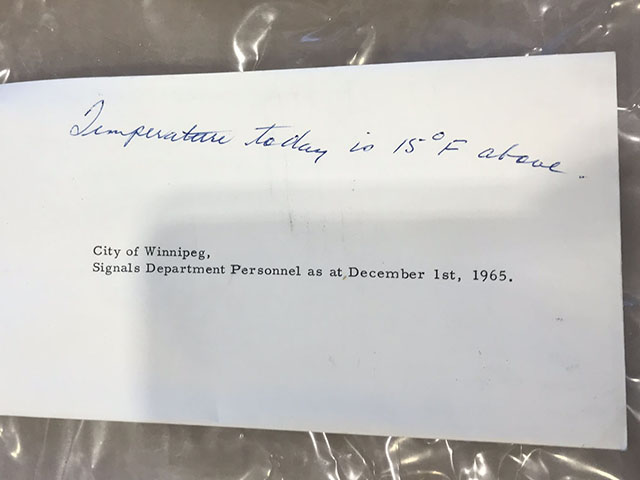 Temperature today is 15°F above.
City of Winnipeg,
Signals Department Personnel as at December 1st, 1965.